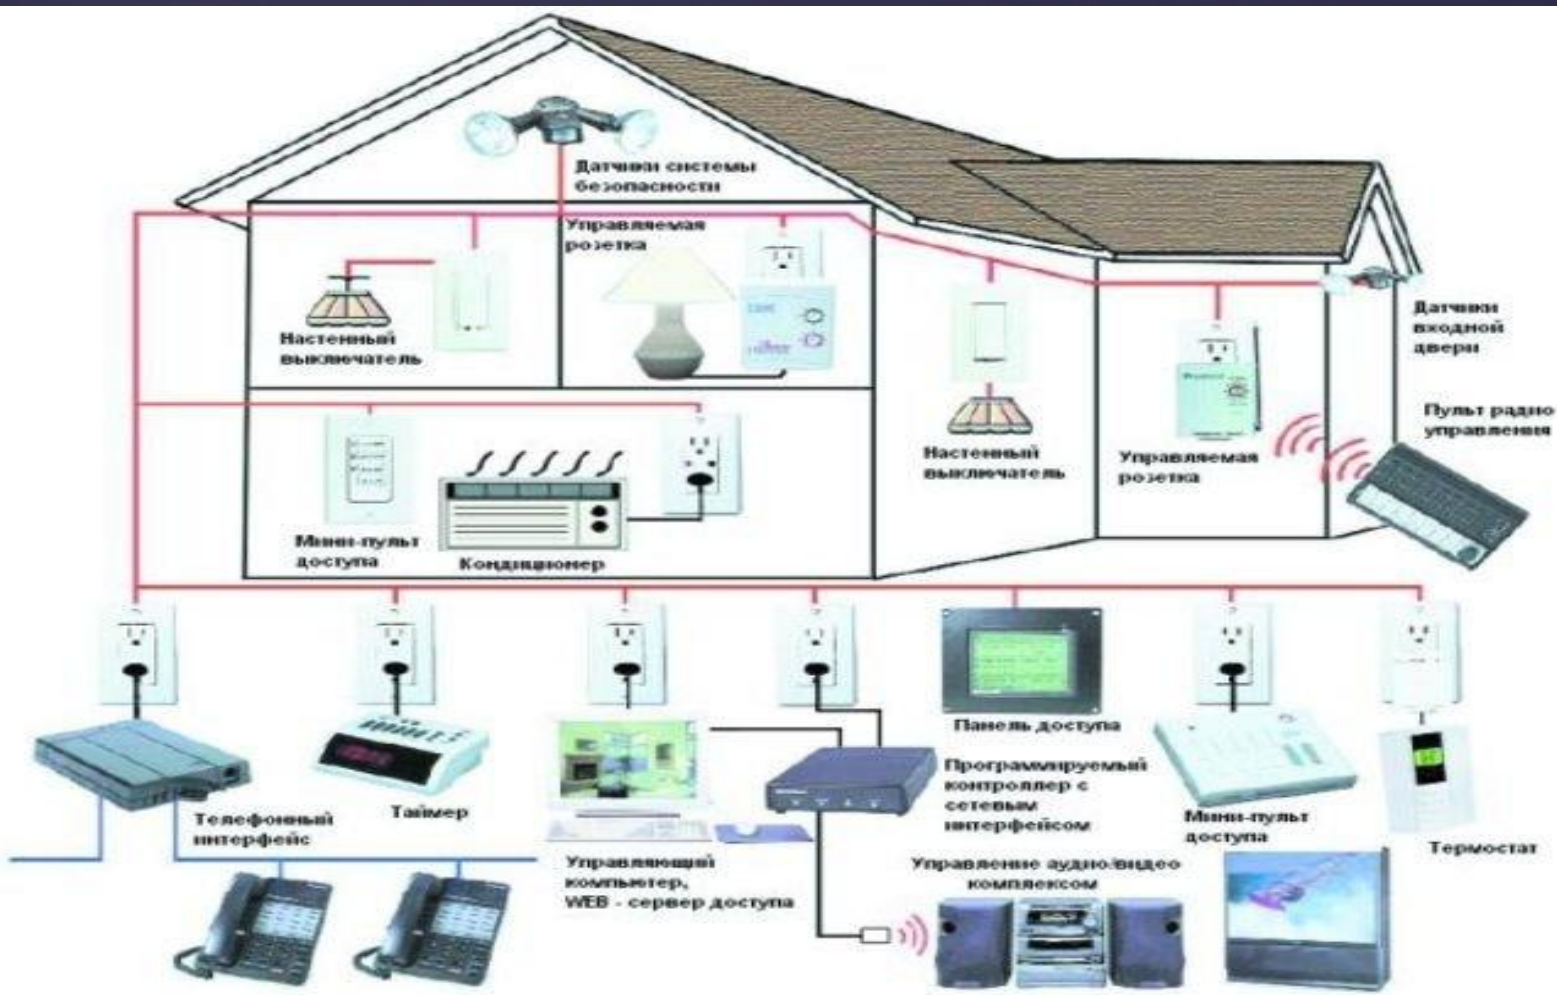 Датчики системы
безопасности
Управляемая
розетка
Настенный
выключатель
Датчики
входной
двери
Пульт радио
управления
Настенный
выключатель
Управляемая
розетка
Мини-пульт
доступа
Кондиционер
Панель доступа
Программируемый
контроллер с
сетевым
интерфейсом
Телефонный
интерфейс
Таймер
Мини-пульт
доступа
Термостат
Управляющий
компьютер,
WEB - сервер доступа
Управление аудио/видео
комплексом